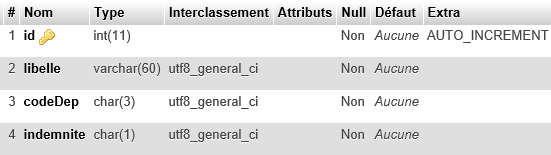 # Nom Type Interclassement Attributs Null Défaut Extra
1 id int(11) Non Aucune AUTO_INCREMENT
2 libelle varchar(60) utf8_general_ci Non Aucune
3 codeDep char(3) utf8_general_ci Non Aucune
4 indemnite char(1) utf8_general_ci Non Aucune